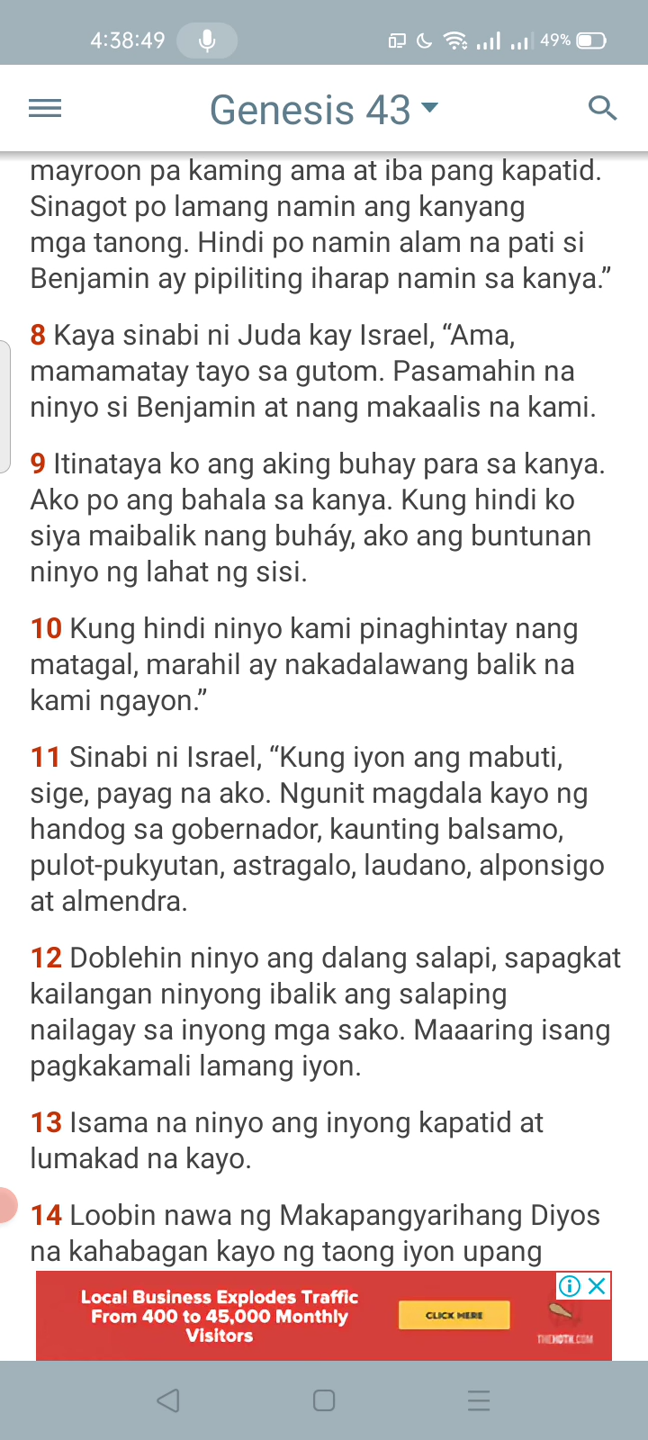 4:38:49
49%
Genesis 43
mayroon pa kaming ama at iba pang kapatid.
Sinagot po lamang namin ang kanyang
mga tanong. Hindi po namin alam na pati si
Benjamin ay pipiliting iharap namin sa kanya.”
8 Kaya sinabi ni Juda kay Israel, “Ama,
mamamatay tayo sa gutom. Pasamahin na
ninyo si Benjamin at nang makaalis na kami.
9 Itinataya ko ang aking buhay para sa kanya.
Ako po ang bahala sa kanya. Kung hindi ko
siya maibalik nang buháy, ako ang buntunan
ninyo ng lahat ng sisi.
10 Kung hindi ninyo kami pinaghintay nang
matagal, marahil ay nakadalawang balik na
kami ngayon.”
11 Sinabi ni Israel, “Kung iyon ang mabuti,
sige, payag na ako. Ngunit magdala kayo ng
handog sa gobernador, kaunting balsamo,
pulot-pukyutan, astragalo, laudano, alponsigo
at almendra.
12 Doblehin ninyo ang dalang salapi, sapagkat
kailangan ninyong ibalik ang salaping
nailagay sa inyong mga sako. Maaaring isang
pagkakamali lamang iyon.
13 Isama na ninyo ang inyong kapatid at
lumakad na kayo.
14 Loobin nawa ng Makapangyarihang Diyos
na kahabagan kayo ng taong iyon upang
Local Business Explodes Traffic
From 400 to 45,000 Monthly
Visitors
CLICK HERE
THEHOTH.COM